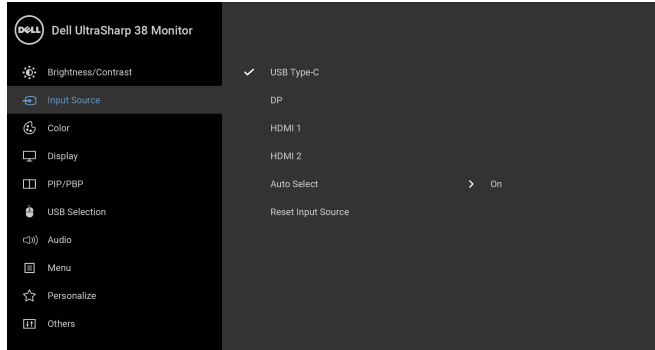 DELL Dell UltraSharp 38 Monitor
Brightness/Contrast
Input Source
Color
Display
PIP/PBP
USB Selection
Audio
Menu
Personalize
Others
USB Type-C
DP
HDMI 1
HDMI 2
Auto Select On
Reset Input Source